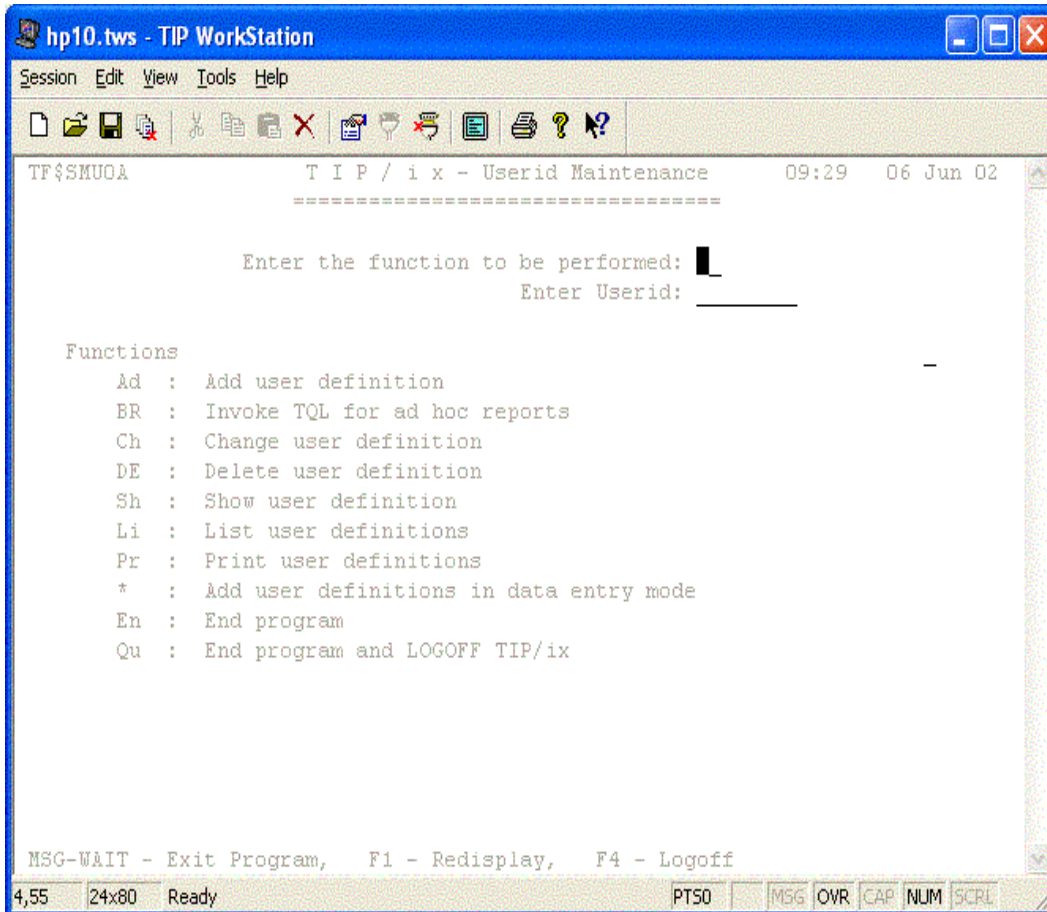 hp10.tws - TIP WorkStation
Session Edit View Tools Help
TF$SMU0A T I P / i x - Userid Maintenance 09:29 06 Jun 02
==================================
Enter the function to be performed: _
Enter Userid: ________
Functions _
Ad : Add user definition
BR : Invoke TQL for ad hoc reports
Ch : Change user definition
DE : Delete user definition
Sh : Show user definition
Li : List user definitions
Pr : Print user definitions
* : Add user definitions in data entry mode
En : End program
Qu : End program and LOGOFF TIP/ix
MSG-WAIT - Exit Program, F1 - Redisplay, F4 - Logoff
4,55 24x80 Ready PTS0 MSG OVR CAP NUM SCRL